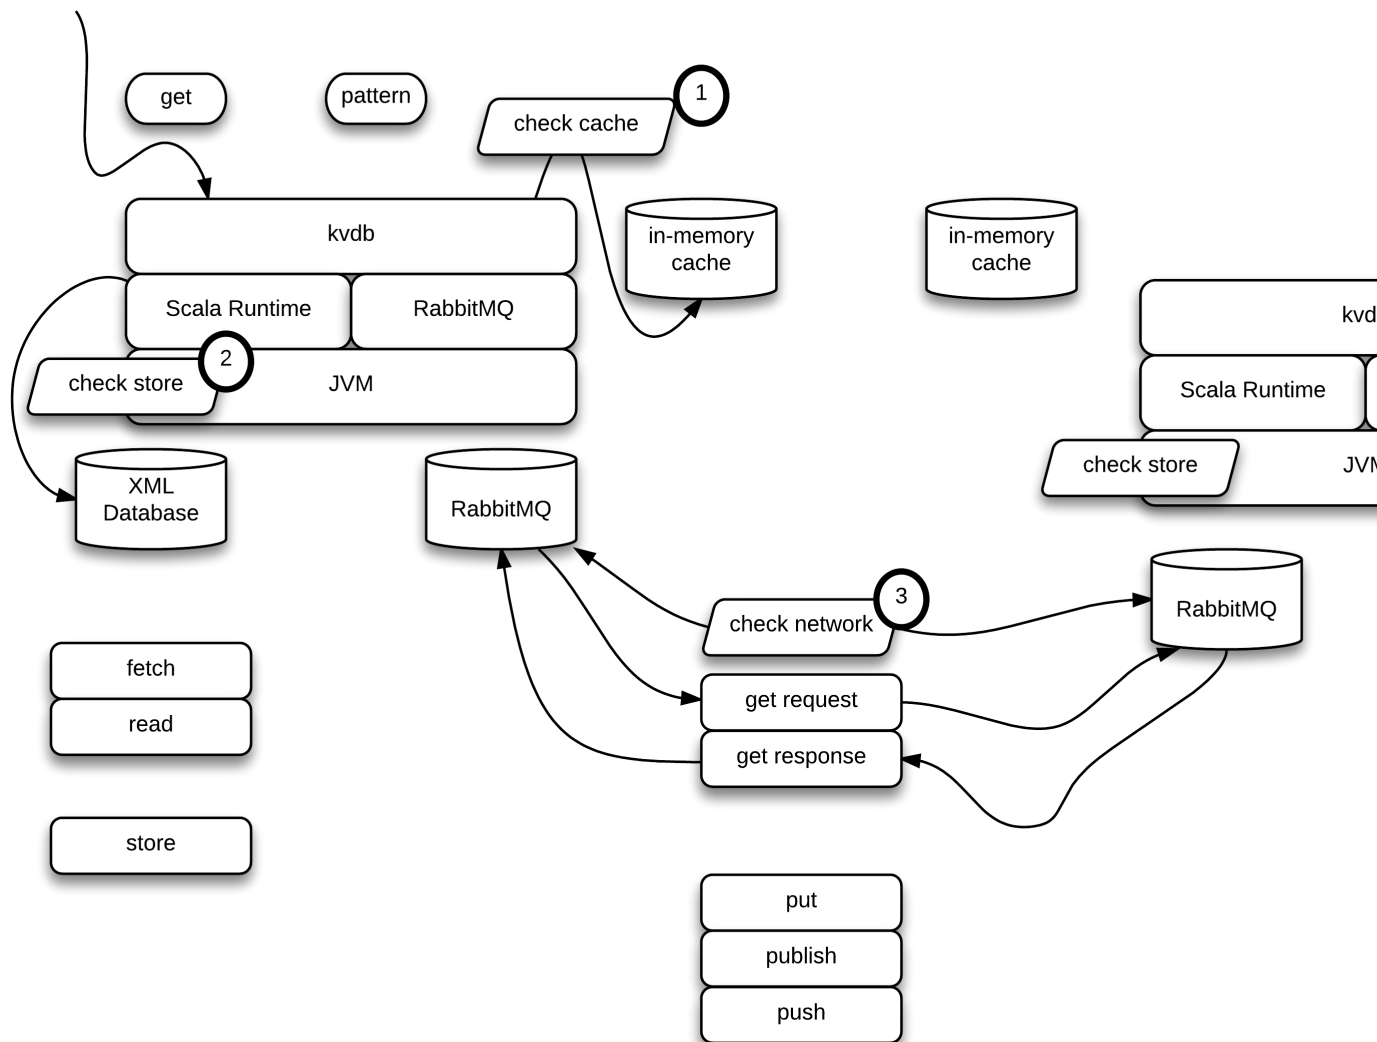 get
pattern
check cache
1
kvdb
in-memory
cache
in-memory
cache
Scala Runtime
RabbitMQ
2
check store
JVM
kvd
Scala Runtime
check store
JVM
XML
Database
RabbitMQ
3
check network
RabbitMQ
get request
get response
fetch
read
store
put
publish
push